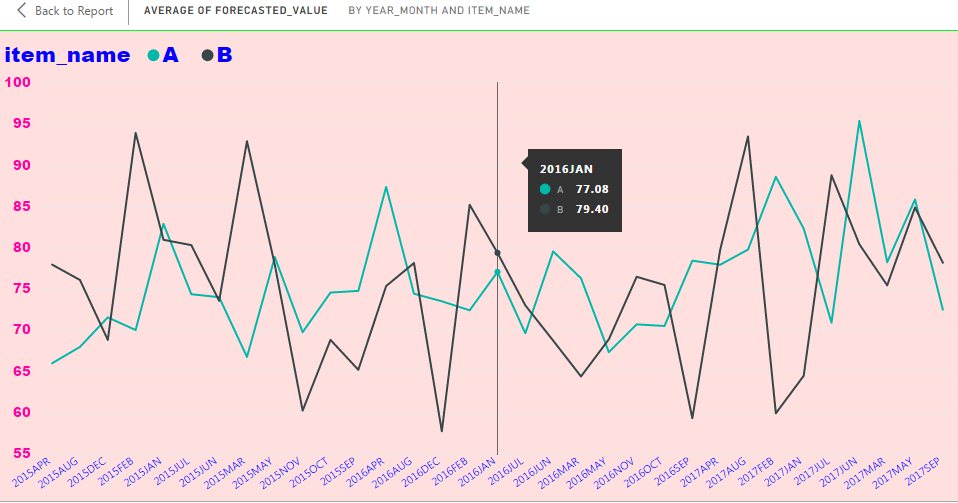 Back to Report AVERAGE OF FORECASTED_VALUE BY YEAR_MONTH AND ITEM_NAME
item_name A B
100
95
90
85
80
75
70
65
60
55
2016JAN
A 77.08
B 79.40
2015APR 2015AUG 2015DEC 2015FEB 2015JAN 2015JUL 2015JUN 2015MAR 2015MAY 2015NOV 2015OCT 2015SEP 2016APR 2016AUG 2016DEC 2016FEB 2016JAN 2016JUL 2016JUN 2016MAR 2016MAY 2016NOV 2016OCT 2016SEP 2017APR 2017AUG 2017FEB 2017JAN 2017JUL 2017JUN 2017MAR 2017MAY 2017SEP